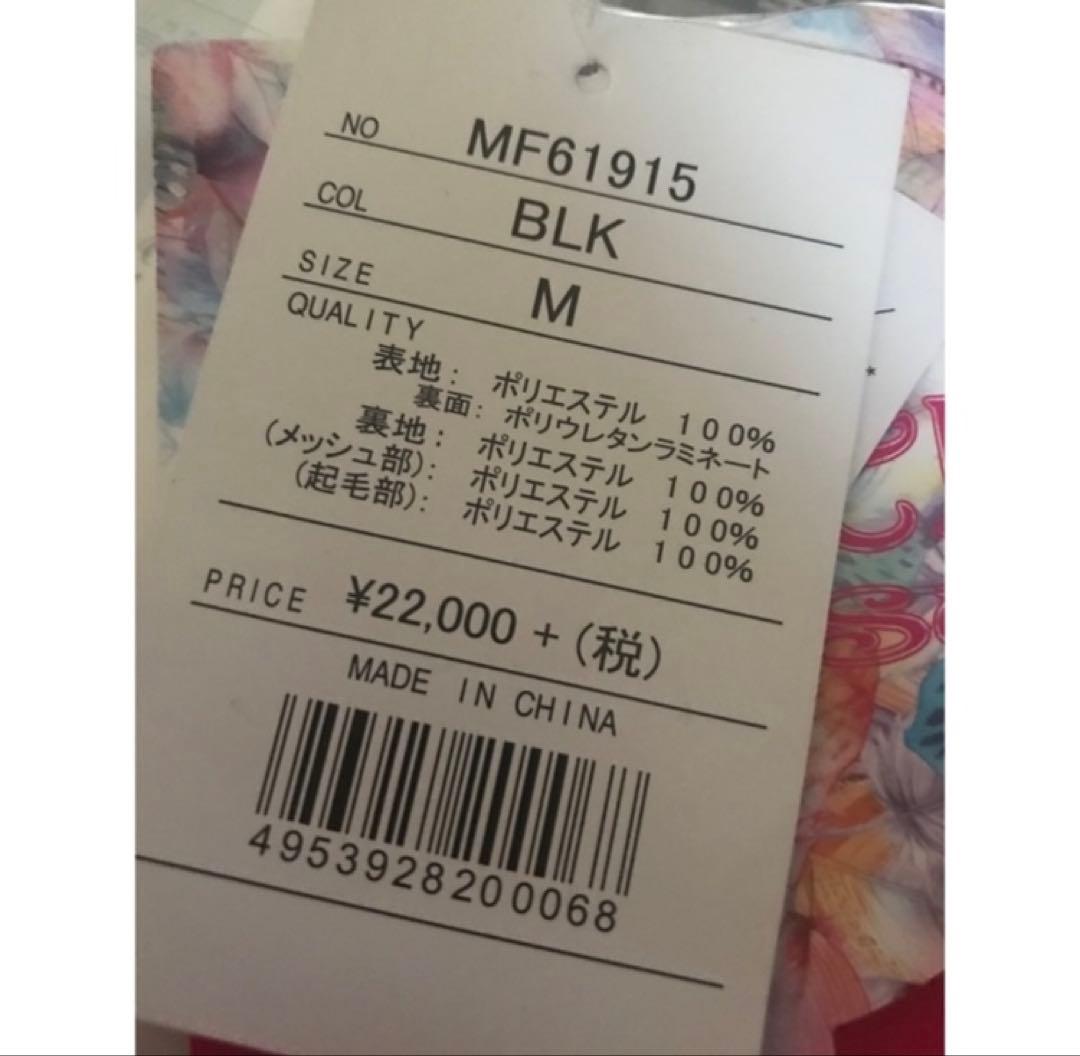 NO MF61915
COL BLK
SIZE M
QUALITY
表地: ポリエステル 100%
裏面: ポリウレタンラミネート
裏地: ポリエステル 100%
(メッシュ部): ポリエステル 100%
(起毛部): ポリエステル 100%
PRICE ¥22,000 + (税)
MADE IN CHINA
4953928200068